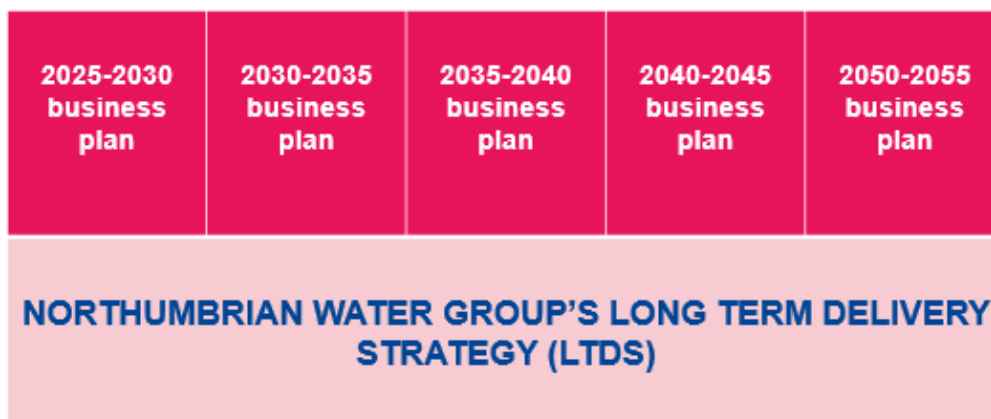 2025-2030
business
plan
2030-2035
business
plan
2035-2040
business
plan
2040-2045
business
plan
2050-2055
business
plan
NORTHUMBRIAN WATER GROUP’S LONG TERM DELIVERY
STRATEGY (LTDS)